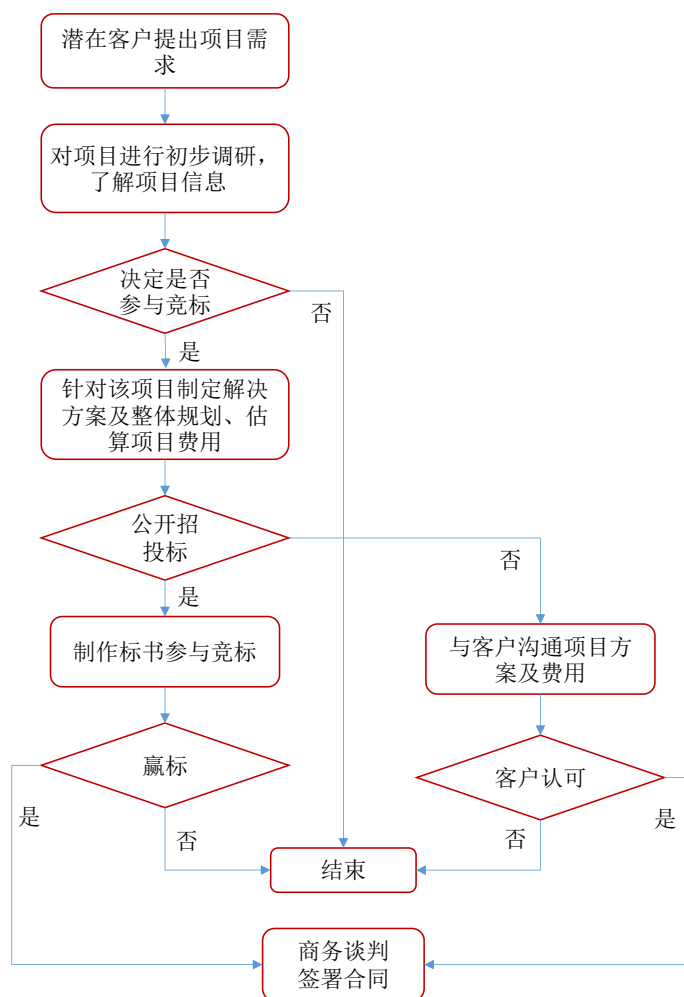 潜在客户提出项目需
求
对项目进行初步调研，
了解项目信息
决定是否
参与竞标
否
是
针对该项目制定解决
方案及整体规划、估
算项目费用
公开招
投标
否
是
制作标书参与竞标
与客户沟通项目方
案及费用
赢标
客户认可
是
否
否
是
结束
商务谈判
签署合同